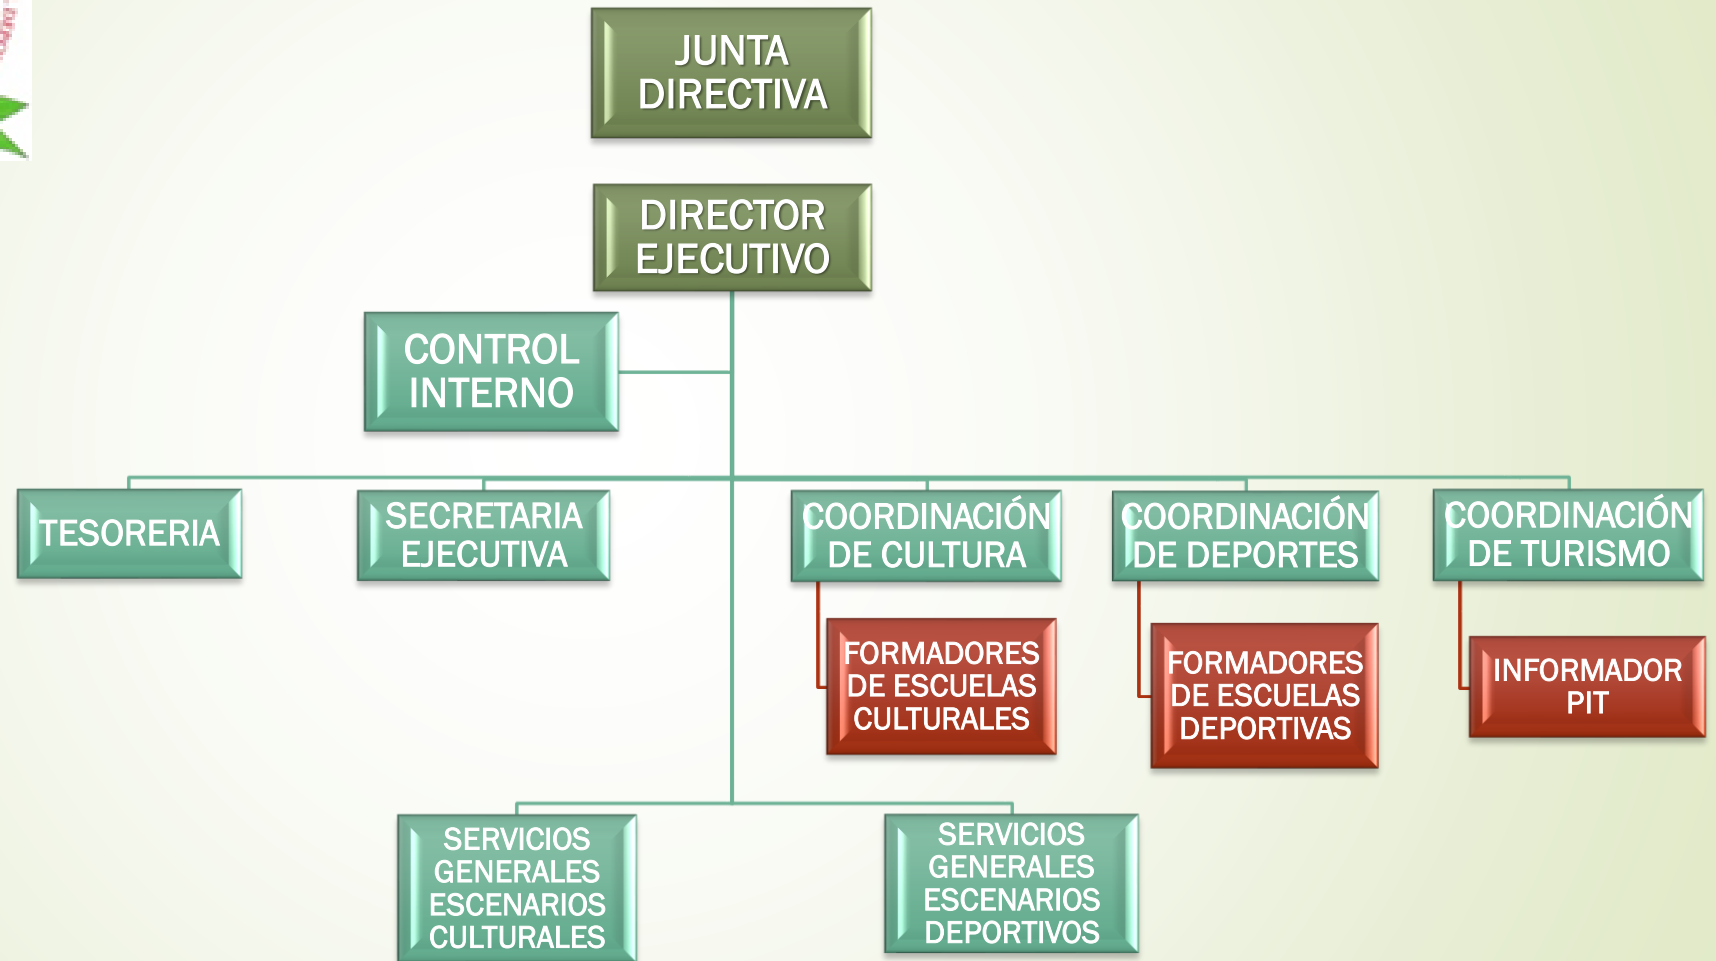 JUNTA
DIRECTIVA
DIRECTOR
EJECUTIVO
CONTROL
INTERNO
TESORERIA
SECRETARIA
EJECUTIVA
COORDINACIÓN
DE CULTURA
COORDINACIÓN
DE DEPORTES
COORDINACIÓN
DE TURISMO
FORMADORES
DE ESCUELAS
CULTURALES
FORMADORES
DE ESCUELAS
DEPORTIVAS
INFORMADOR
PIT
SERVICIOS
GENERALES
ESCENARIOS
CULTURALES
SERVICIOS
GENERALES
ESCENARIOS
DEPORTIVOS